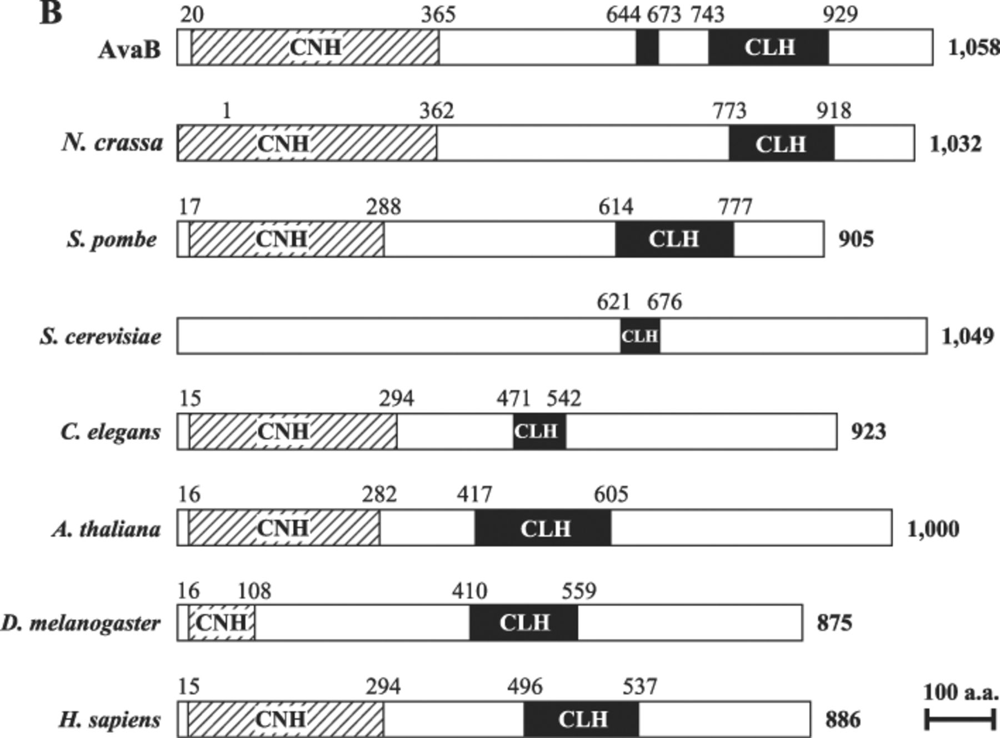 B
20 365 644 673 743 929
AvaB CNH CLH 1,058
1 362 773 918
N. crassa CNH CLH 1,032
17 288 614 777
S. pombe CNH CLH 905
621 676
S. cerevisiae CLH 1,049
15 294 471 542
C. elegans CNH CLH 923
16 282 417 605
A. thaliana CNH CLH 1,000
16 108 410 559
D. melanogaster CNH CLH 875
15 294 496 537
100 a.a.
H. sapiens CNH CLH 886